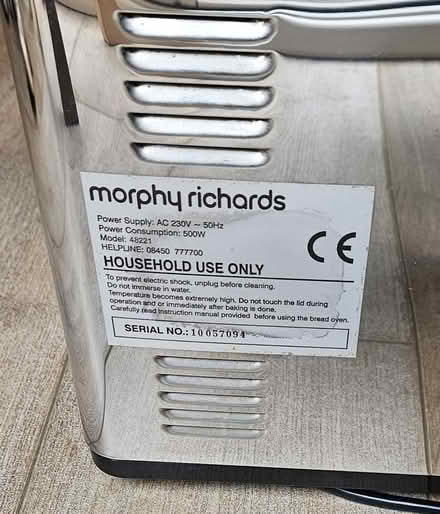 morphy richards
Power Supply: AC 230V ~ 50Hz
Power Consumption: 500W
Model: 48221
HELPLINE: 08450 777700
CE
HOUSEHOLD USE ONLY
To prevent electric shock, unplug before cleaning.
Do not immerse in water.
Temperature becomes extremely high. Do not touch the lid during
operation and or immediately after baking is done.
Carefully read instruction manual provided before using the bread oven.
SERIAL NO.: 10057094